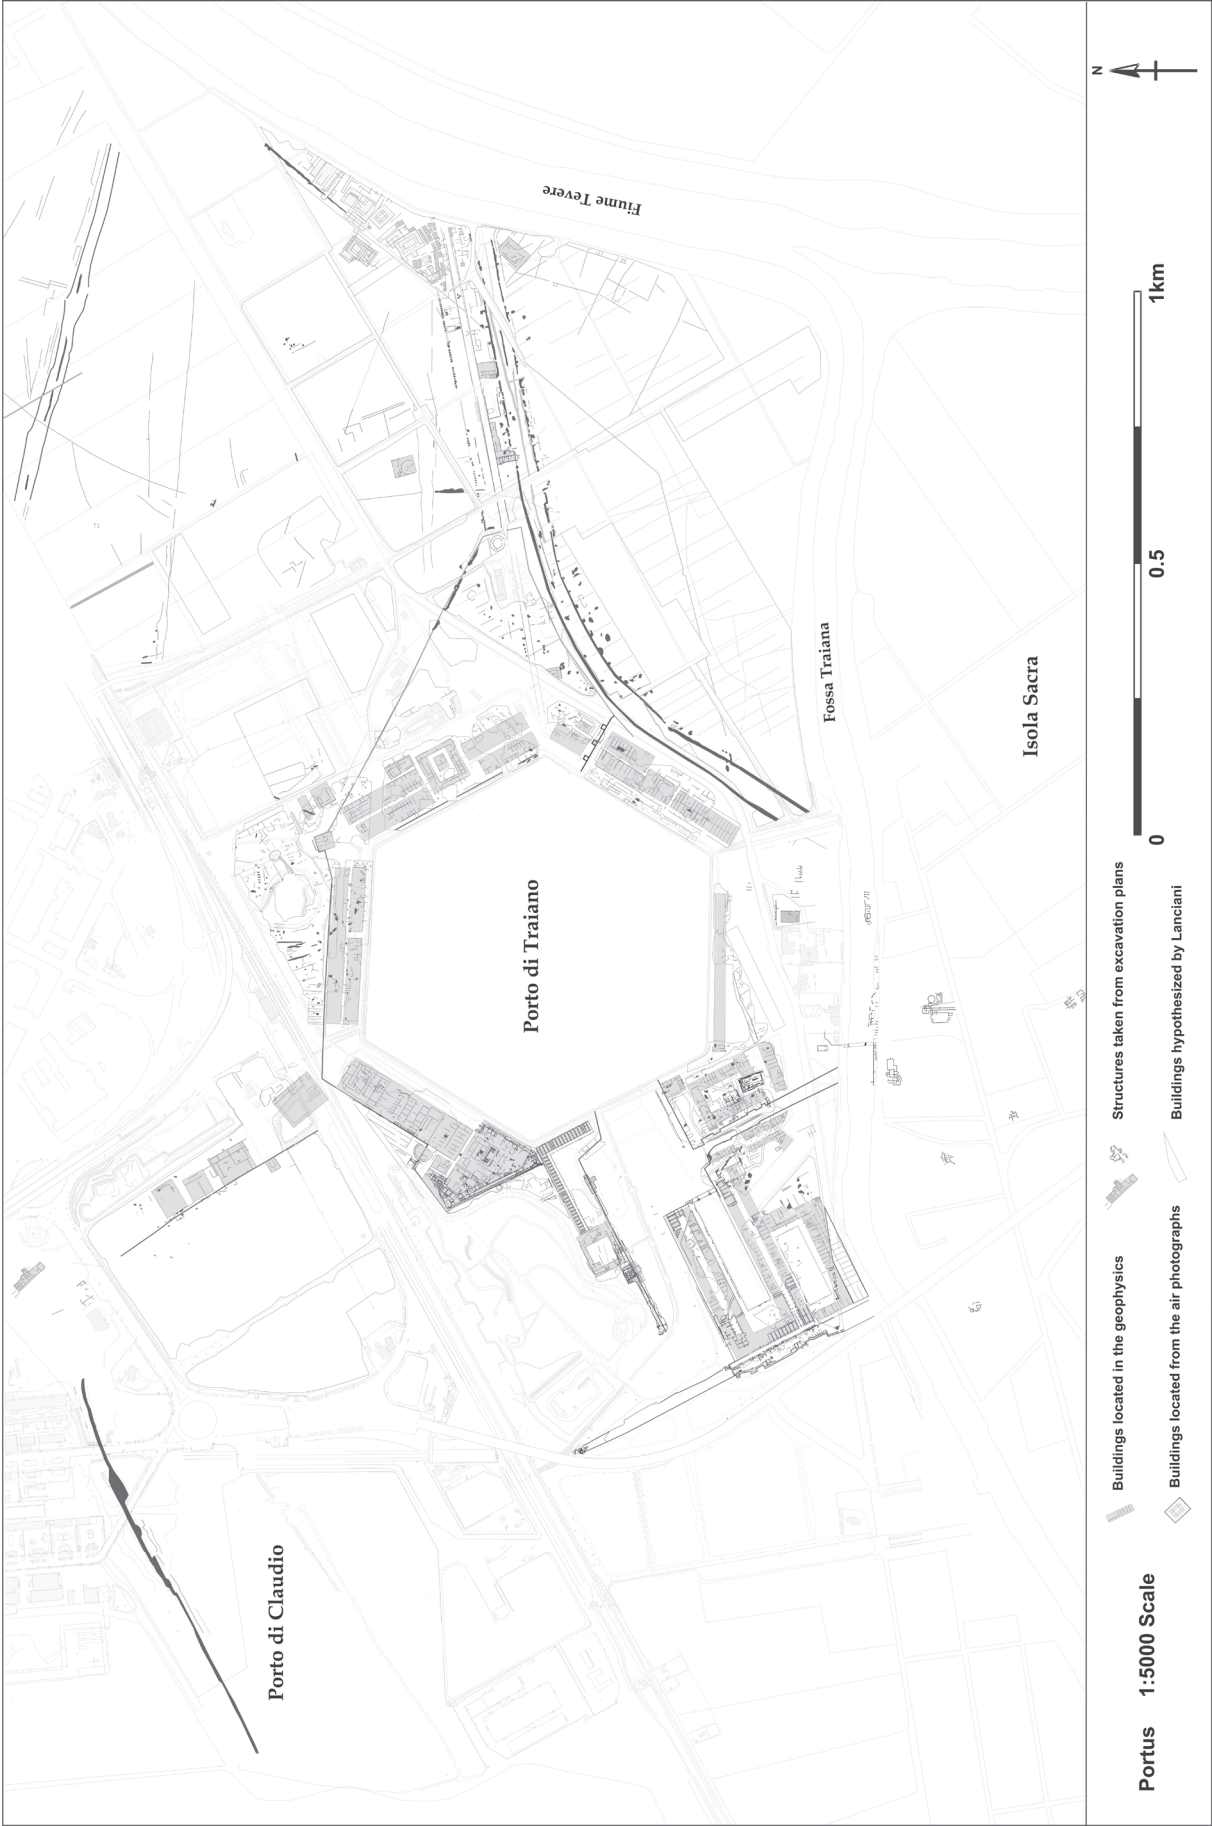 Porto di Claudio
Porto di Traiano
Fiume Tevere
Fossa Traiana
Isola Sacra
Portus 1:5000 Scale
Buildings located in the geophysics
Structures taken from excavation plans
Buildings located from the air photographs
Buildings hypothesized by Lanciani
0
0.5
1km
N